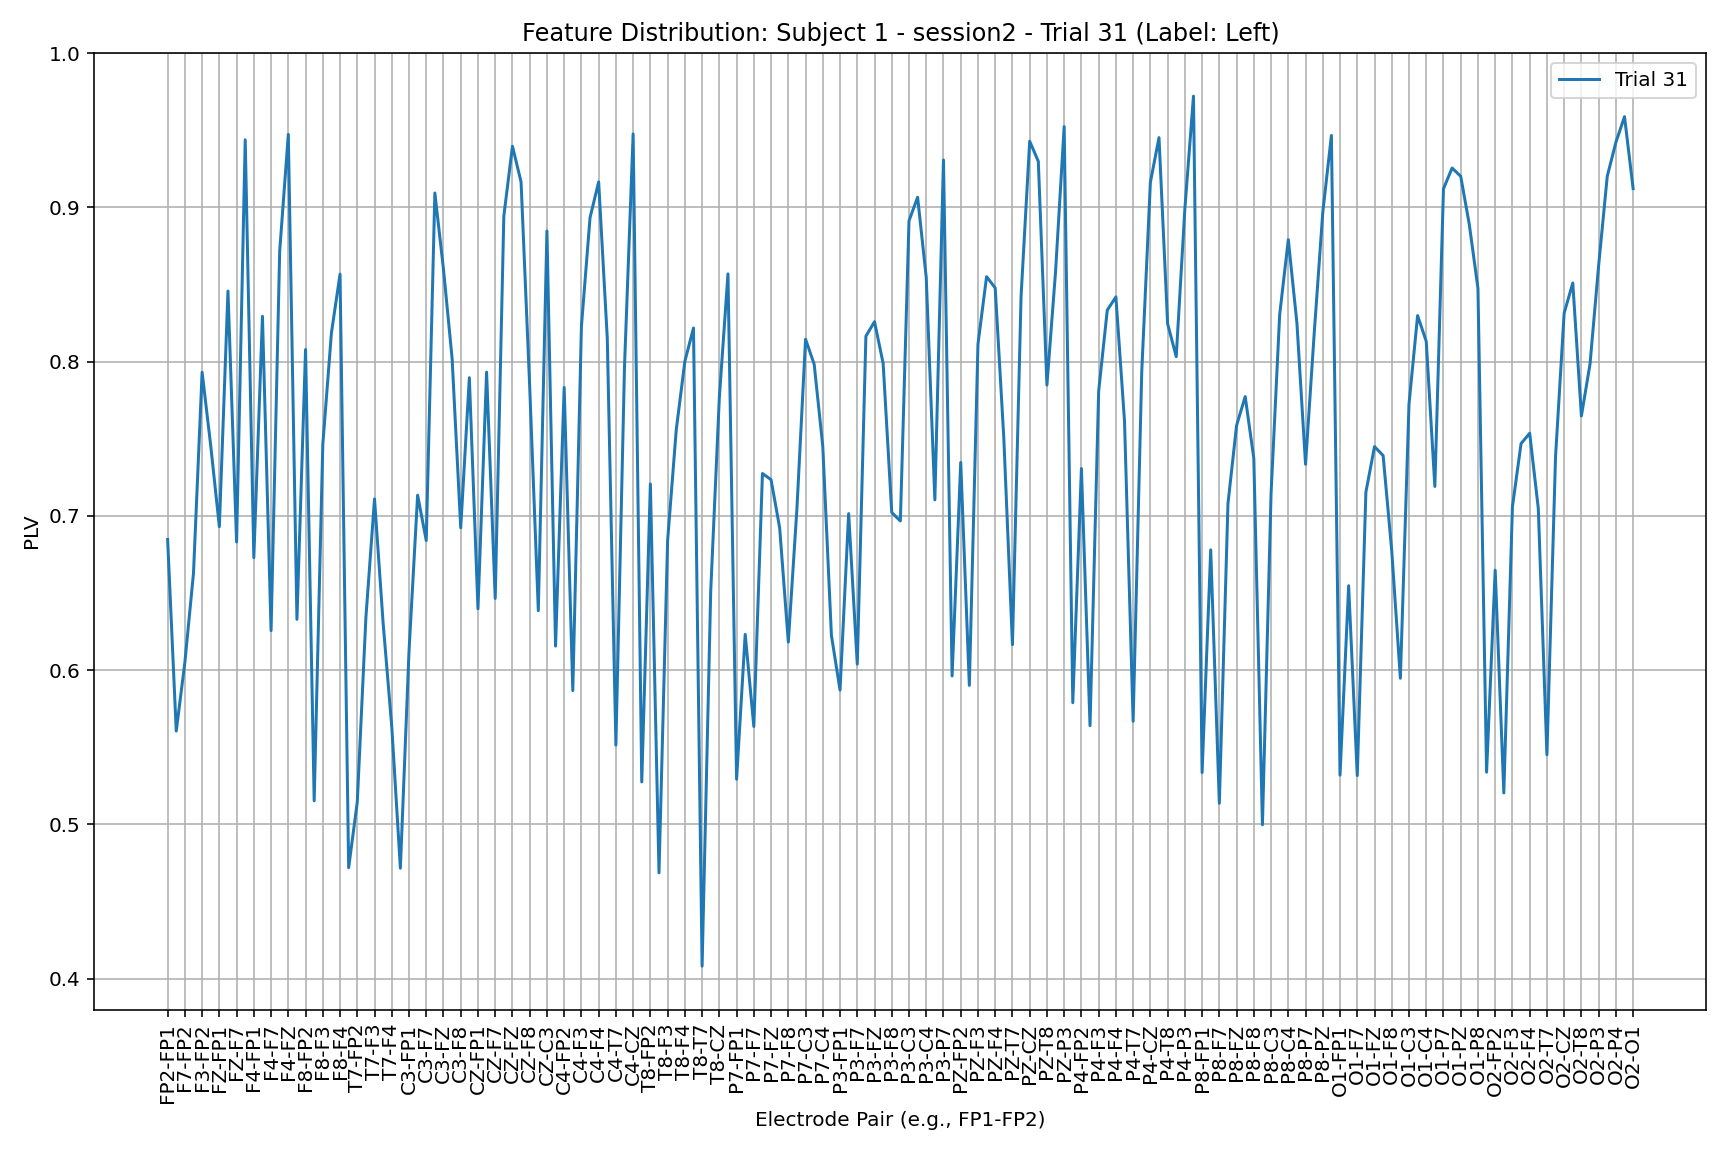 Feature Distribution: Subject 1 - session2 - Trial 31 (Label: Left)
Trial 31
PLV
1.0
0.9
0.8
0.7
0.6
0.5
0.4
FP2-FP1
F7-FP2
F3-FP2
FZ-FP1
FZ-F7
F4-FP1
F4-F7
F4-FZ
F8-FP2
F8-F3
F8-F4
T7-FP2
T7-F3
T7-F4
C3-FP1
C3-F7
C3-FZ
C3-F8
CZ-FP1
CZ-F7
CZ-FZ
CZ-F8
CZ-C3
C4-FP2
C4-F3
C4-F4
C4-T7
C4-CZ
T8-FP2
T8-F3
T8-F4
T8-T7
T8-CZ
P7-FP1
P7-F7
P7-FZ
P7-F8
P7-C3
P7-C4
P3-FP1
P3-F7
P3-FZ
P3-F8
P3-C3
P3-C4
P3-P7
PZ-FP2
PZ-F3
PZ-F4
PZ-T7
PZ-CZ
PZ-T8
PZ-P3
P4-FP2
P4-F3
P4-F4
P4-T7
P4-CZ
P4-T8
P4-P3
P8-FP1
P8-F7
P8-FZ
P8-F8
P8-C3
P8-C4
P8-P7
P8-PZ
O1-FP1
O1-F7
O1-FZ
O1-F8
O1-C3
O1-C4
O1-P7
O1-PZ
O1-P8
O2-FP2
O2-F3
O2-F4
O2-T7
O2-CZ
O2-T8
O2-P3
O2-P4
O2-O1
Electrode Pair (e.g., FP1-FP2)